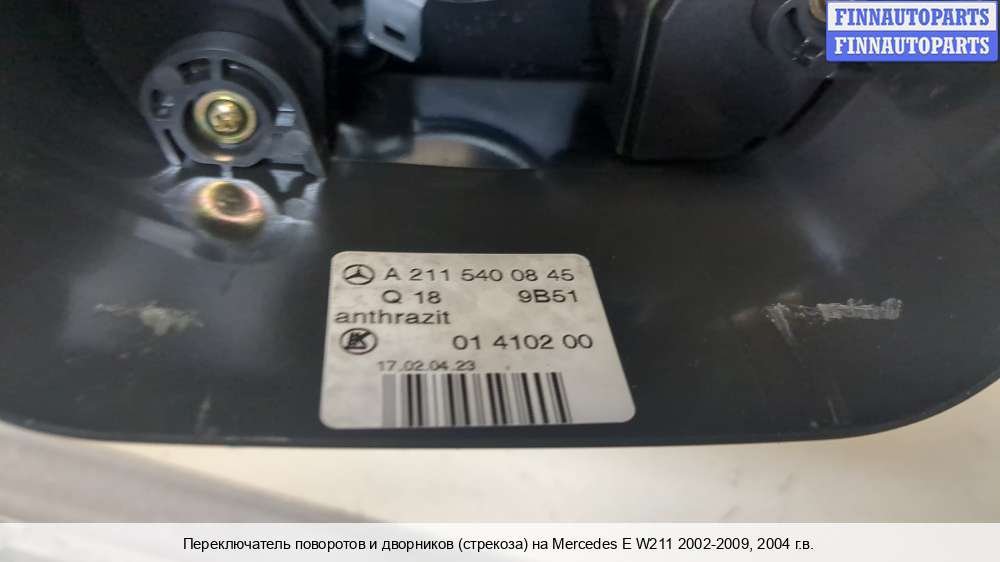 FINNAUTOPARTS
FINNAUTOPARTS
A 211 540 08 45
Q 18 9B51
anthrazit
01 4102 00
17.02.04.23
Переключатель поворотов и дворников (стрекоза) на Mercedes E W211 2002-2009, 2004 г.в.